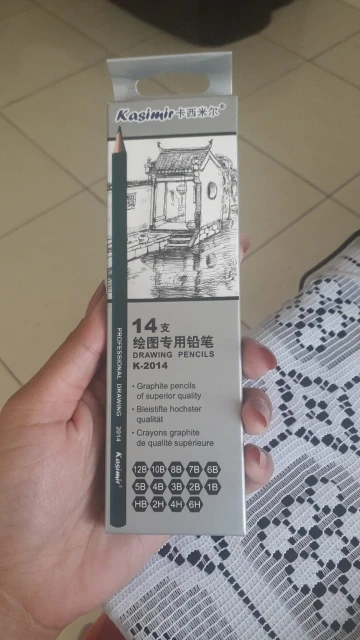 Kasimir卡西米尔®
14支
绘图专用铅笔
DRAWING PENCILS
K-2014
• Graphite pencils
of superior quality
• Bleistifte hochster
qualität
• Crayons graphite
de qualité supérieure
12B 10B 8B 7B 6B
5B 4B 3B 2B 1B
HB 2H 4H 6H
PROFESSIONAL DRAWING 2014 Kasimir®